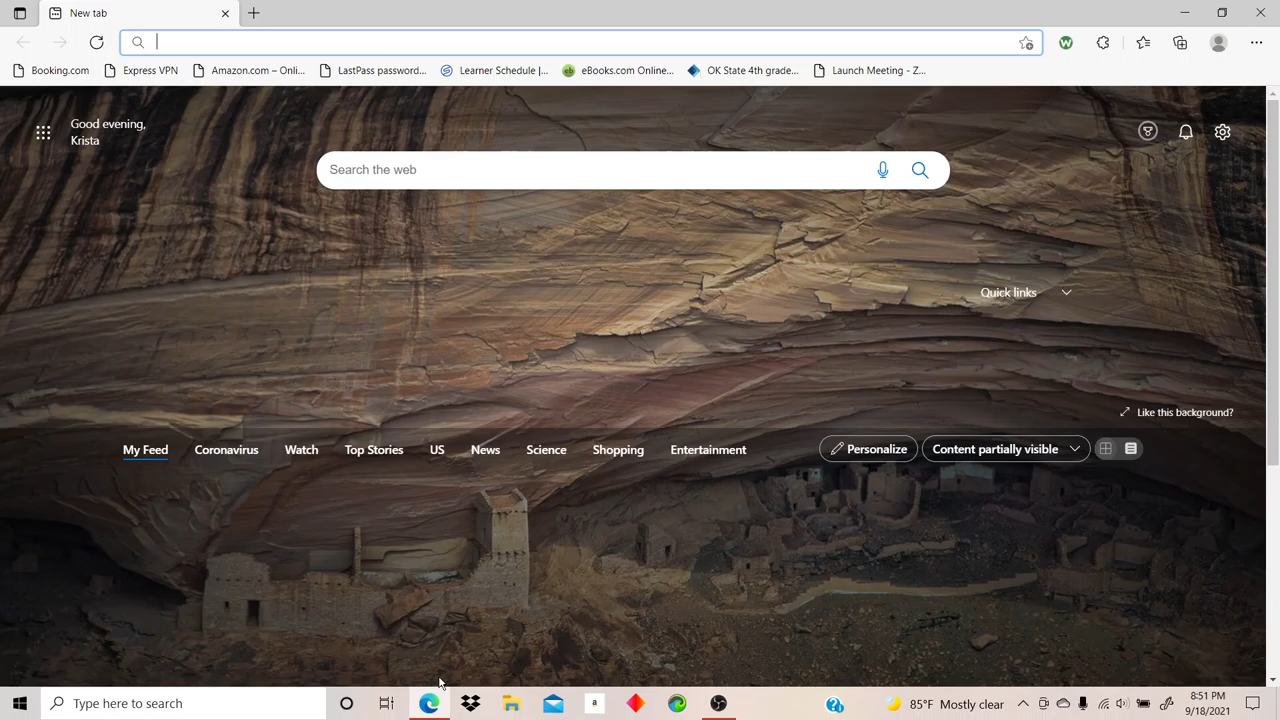 New tab
Booking.com
Express VPN
Amazon.com – Onli...
LastPass password...
Learner Schedule |...
eBooks.com Online...
OK State 4th grade...
Launch Meeting - Z...
Good evening,
Krista
Search the web
Quick links
Like this background?
My Feed
Coronavirus
Watch
Top Stories
US
News
Science
Shopping
Entertainment
Personalize
Content partially visible
Type here to search
85°F Mostly clear
8:51 PM
9/18/2021